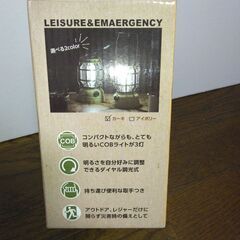 LEISURE&EMAERGENCY
選べる2color
カーキ
アイボリー
COB
コンパクトながらも、とても
明るいCOBライトが3灯
明るさを自分好みに調整
できるダイヤル調光式
持ち運び便利な取手つき
アウトドア、レジャーだけに
限らず災害時の備えとして